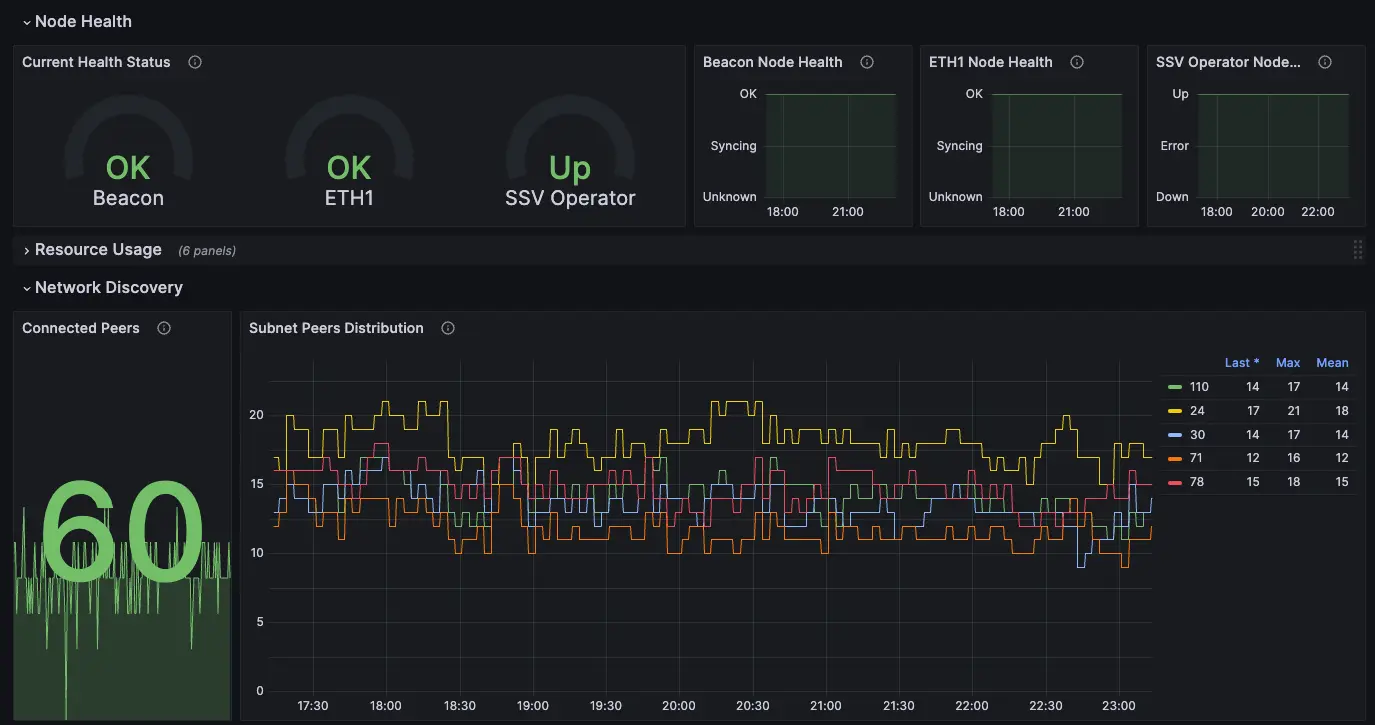 Node Health
Current Health Status
OK
Beacon
OK
ETH1
Up
SSV Operator
Beacon Node Health
OK
Syncing
Unknown
18:00 21:00
ETH1 Node Health
OK
Syncing
Unknown
18:00 21:00
SSV Operator Node...
Up
Error
Down
18:00 20:00 22:00
Resource Usage (6 panels)
Network Discovery
Connected Peers
60
Subnet Peers Distribution
20
15
10
5
0
17:30 18:00 18:30 19:00 19:30 20:00 20:30 21:00 21:30 22:00 22:30 23:00
Last * Max Mean
110 14 17 14
24 17 21 18
30 14 17 14
71 12 16 12
78 15 18 15